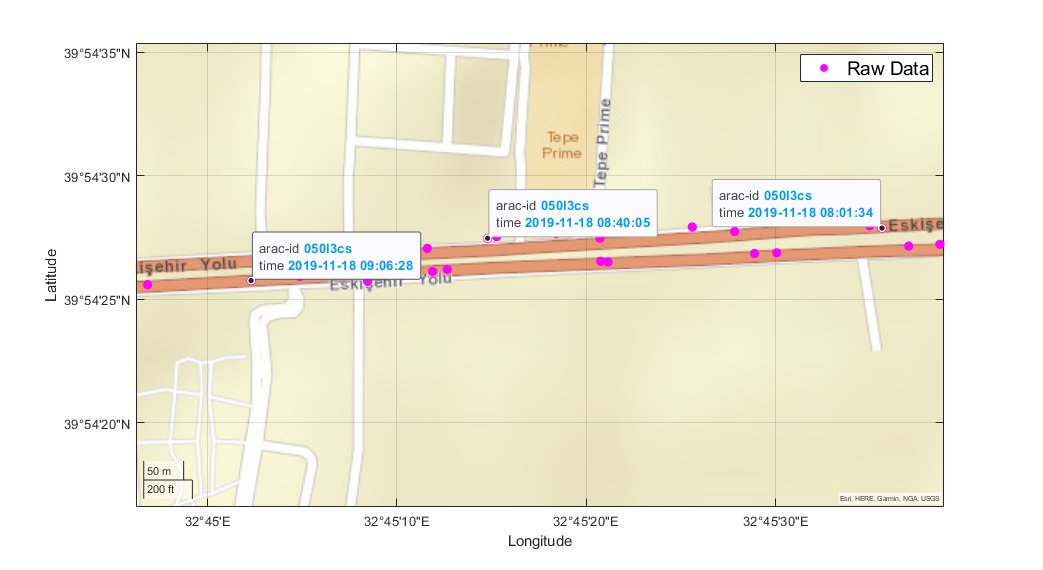 39°54'35"N
39°54'30"N
39°54'25"N
39°54'20"N
Latitude
Raw Data
Prime
Tepe
Prime
Tepe Prime
arac-id 050I3cs
time 2019-11-18 08:01:34
arac-id 050I3cs
time 2019-11-18 08:40:05
arac-id 050I3cs
time 2019-11-18 09:06:28
işehir Yolu
Eskişehir Yolu
Eskişe
50 m
200 ft
Esri, HERE, Garmin, NGA, USGS
32°45'E
32°45'10"E
32°45'20"E
32°45'30"E
Longitude